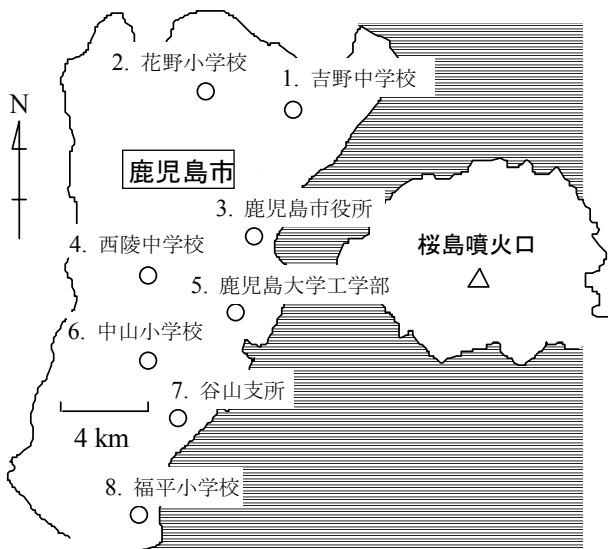 2. 花野小学校
1. 吉野中学校
N
鹿児島市
3. 鹿児島市役所
4. 西陵中学校
桜島噴火口
5. 鹿児島大学工学部
6. 中山小学校
7. 谷山支所
4 km
8. 福平小学校